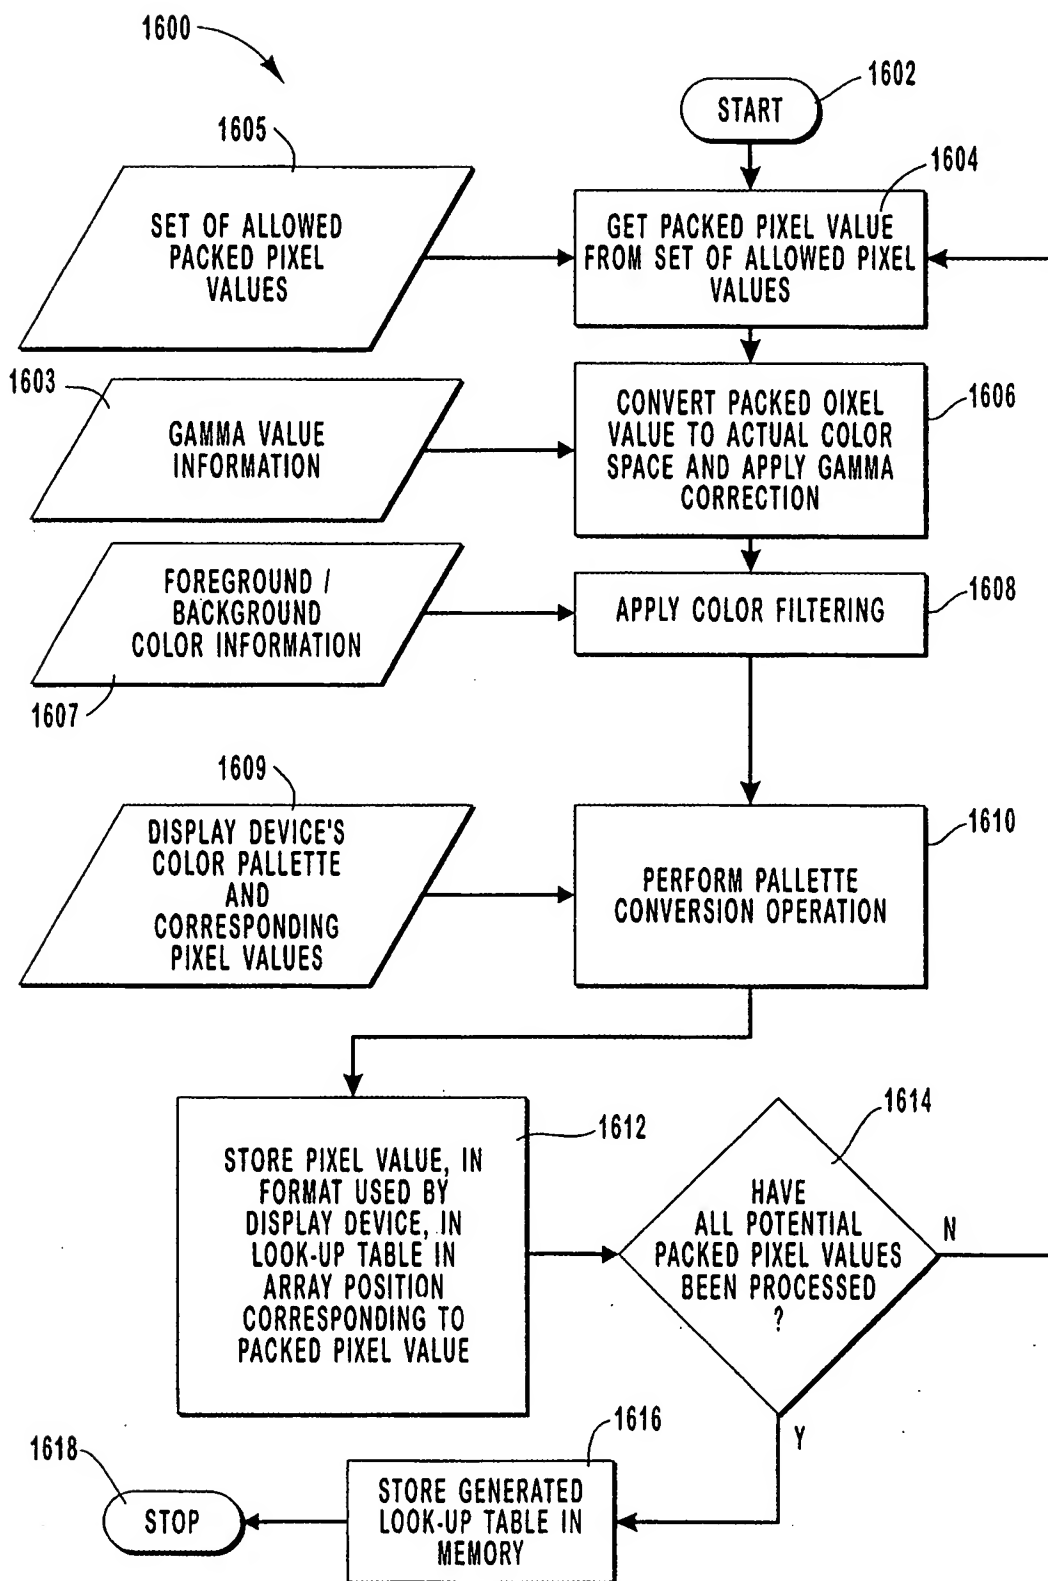 1600
1602
START
1605
SET OF ALLOWED
PACKED PIXEL
VALUES
1604
GET PACKED PIXEL VALUE
FROM SET OF ALLOWED PIXEL
VALUES
1603
GAMMA VALUE
INFORMATION
1606
CONVERT PACKED OIXEL
VALUE TO ACTUAL COLOR
SPACE AND APPLY GAMMA
CORRECTION
FOREGROUND /
BACKGROUND
COLOR INFORMATION
1607
1608
APPLY COLOR FILTERING
1609
DISPLAY DEVICE'S
COLOR PALLETTE
AND
CORRESPONDING
PIXEL VALUES
1610
PERFORM PALLETTE
CONVERSION OPERATION
1612
STORE PIXEL VALUE, IN
FORMAT USED BY
DISPLAY DEVICE, IN
LOOK-UP TABLE IN
ARRAY POSITION
CORRESPONDING TO
PACKED PIXEL VALUE
1614
HAVE
ALL POTENTIAL
PACKED PIXEL VALUES
BEEN PROCESSED
?
N
Y
1616
STORE GENERATED
LOOK-UP TABLE IN
MEMORY
1618
STOP